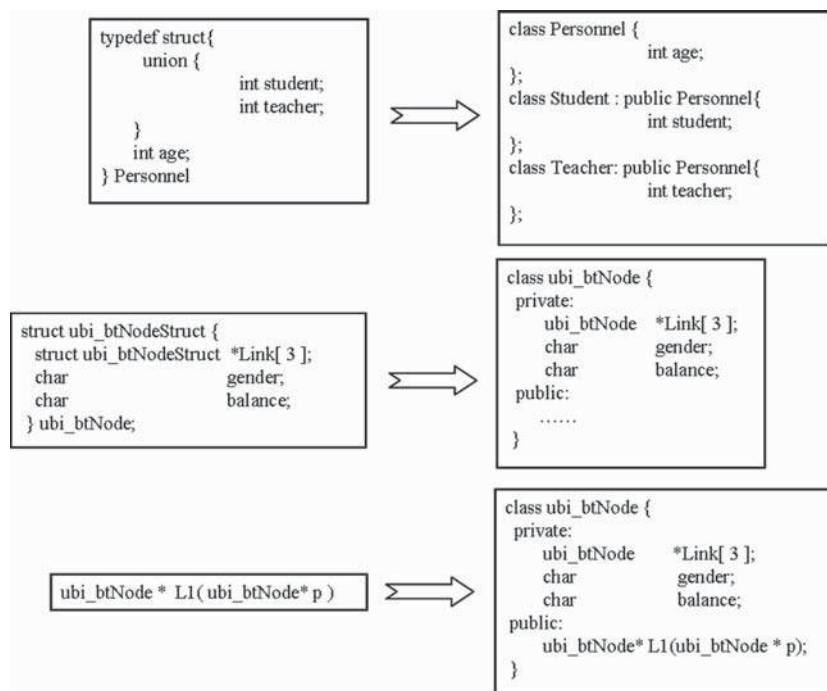 typedef struct{
union {
int student;
int teacher;
}
int age;
} Personnel
class Personnel {
int age;
};
class Student : public Personnel{
int student;
};
class Teacher: public Personnel{
int teacher;
};
struct ubi_btNodeStruct {
struct ubi_btNodeStruct *Link[ 3 ];
char gender;
char balance;
} ubi_btNode;
class ubi_btNode {
private:
ubi_btNode *Link[ 3 ];
char gender;
char balance;
public:
......
}
ubi_btNode * L1( ubi_btNode* p )
class ubi_btNode {
private:
ubi_btNode *Link[ 3 ];
char gender;
char balance;
public:
ubi_btNode* L1(ubi_btNode * p);
}